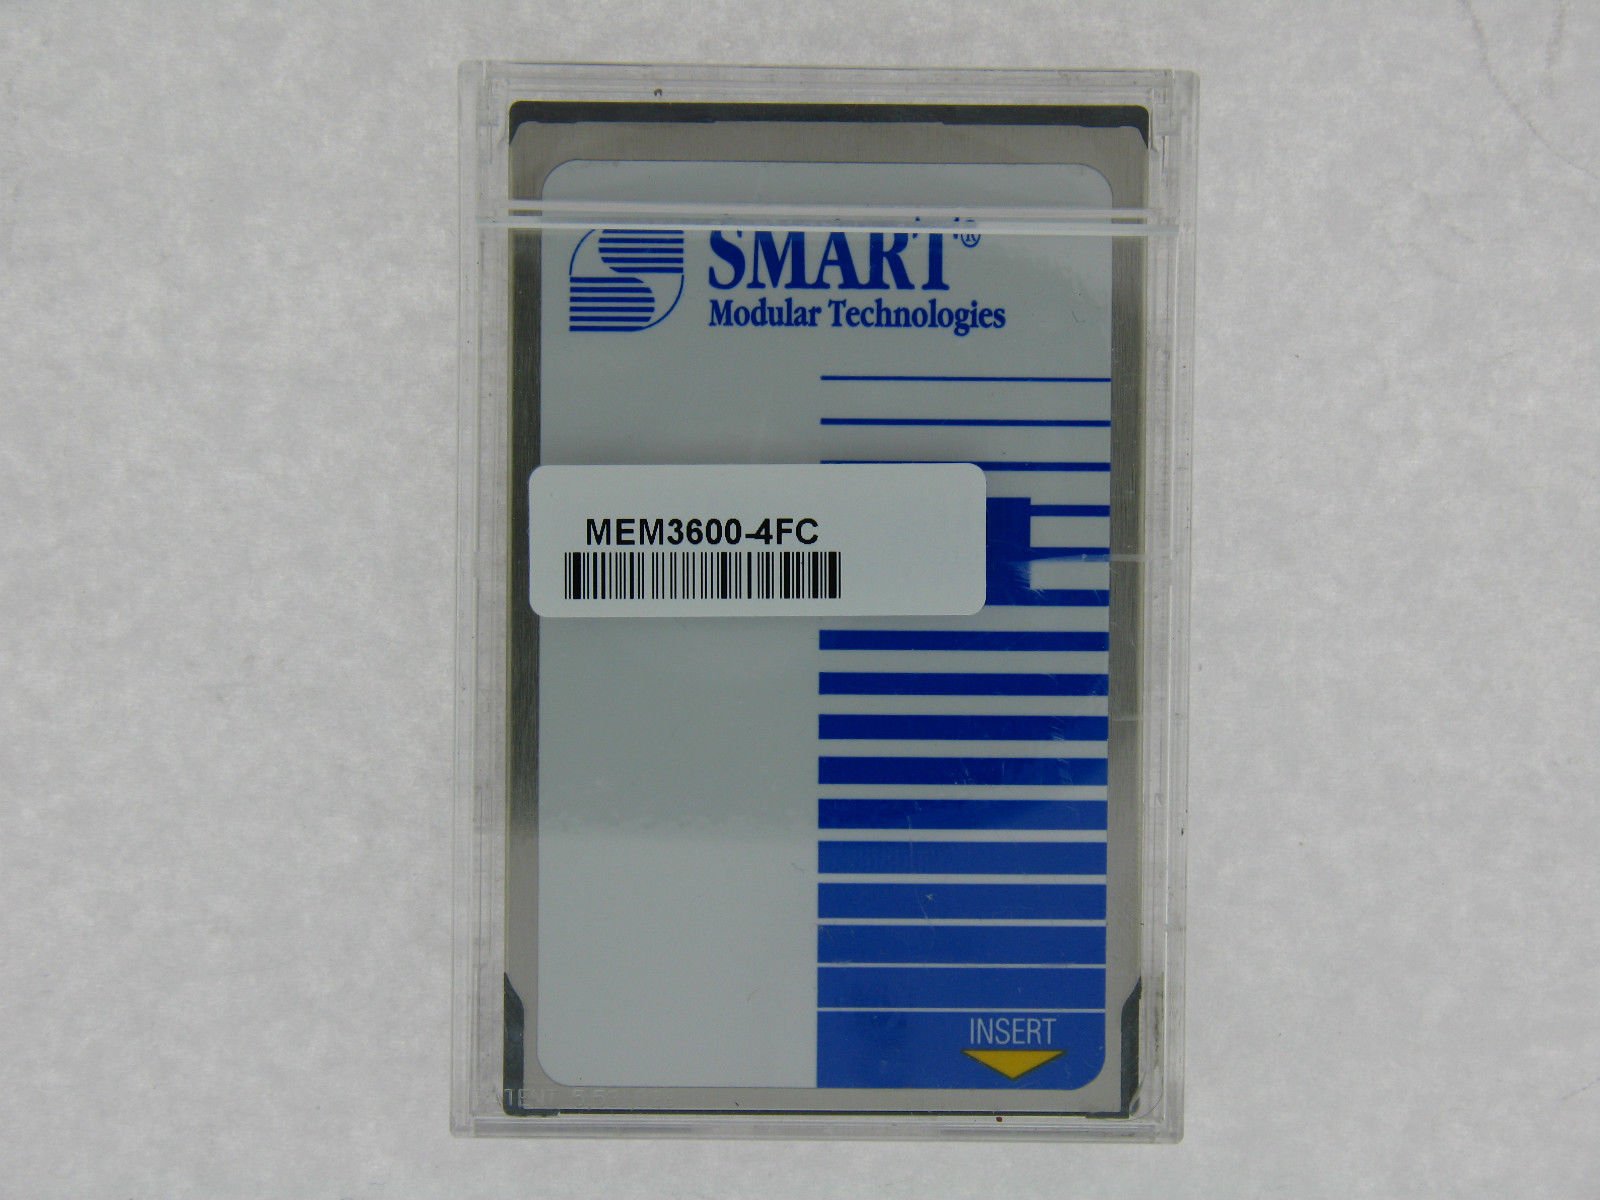 SMART®
Modular Technologies
MEM3600-4FC
INSERT